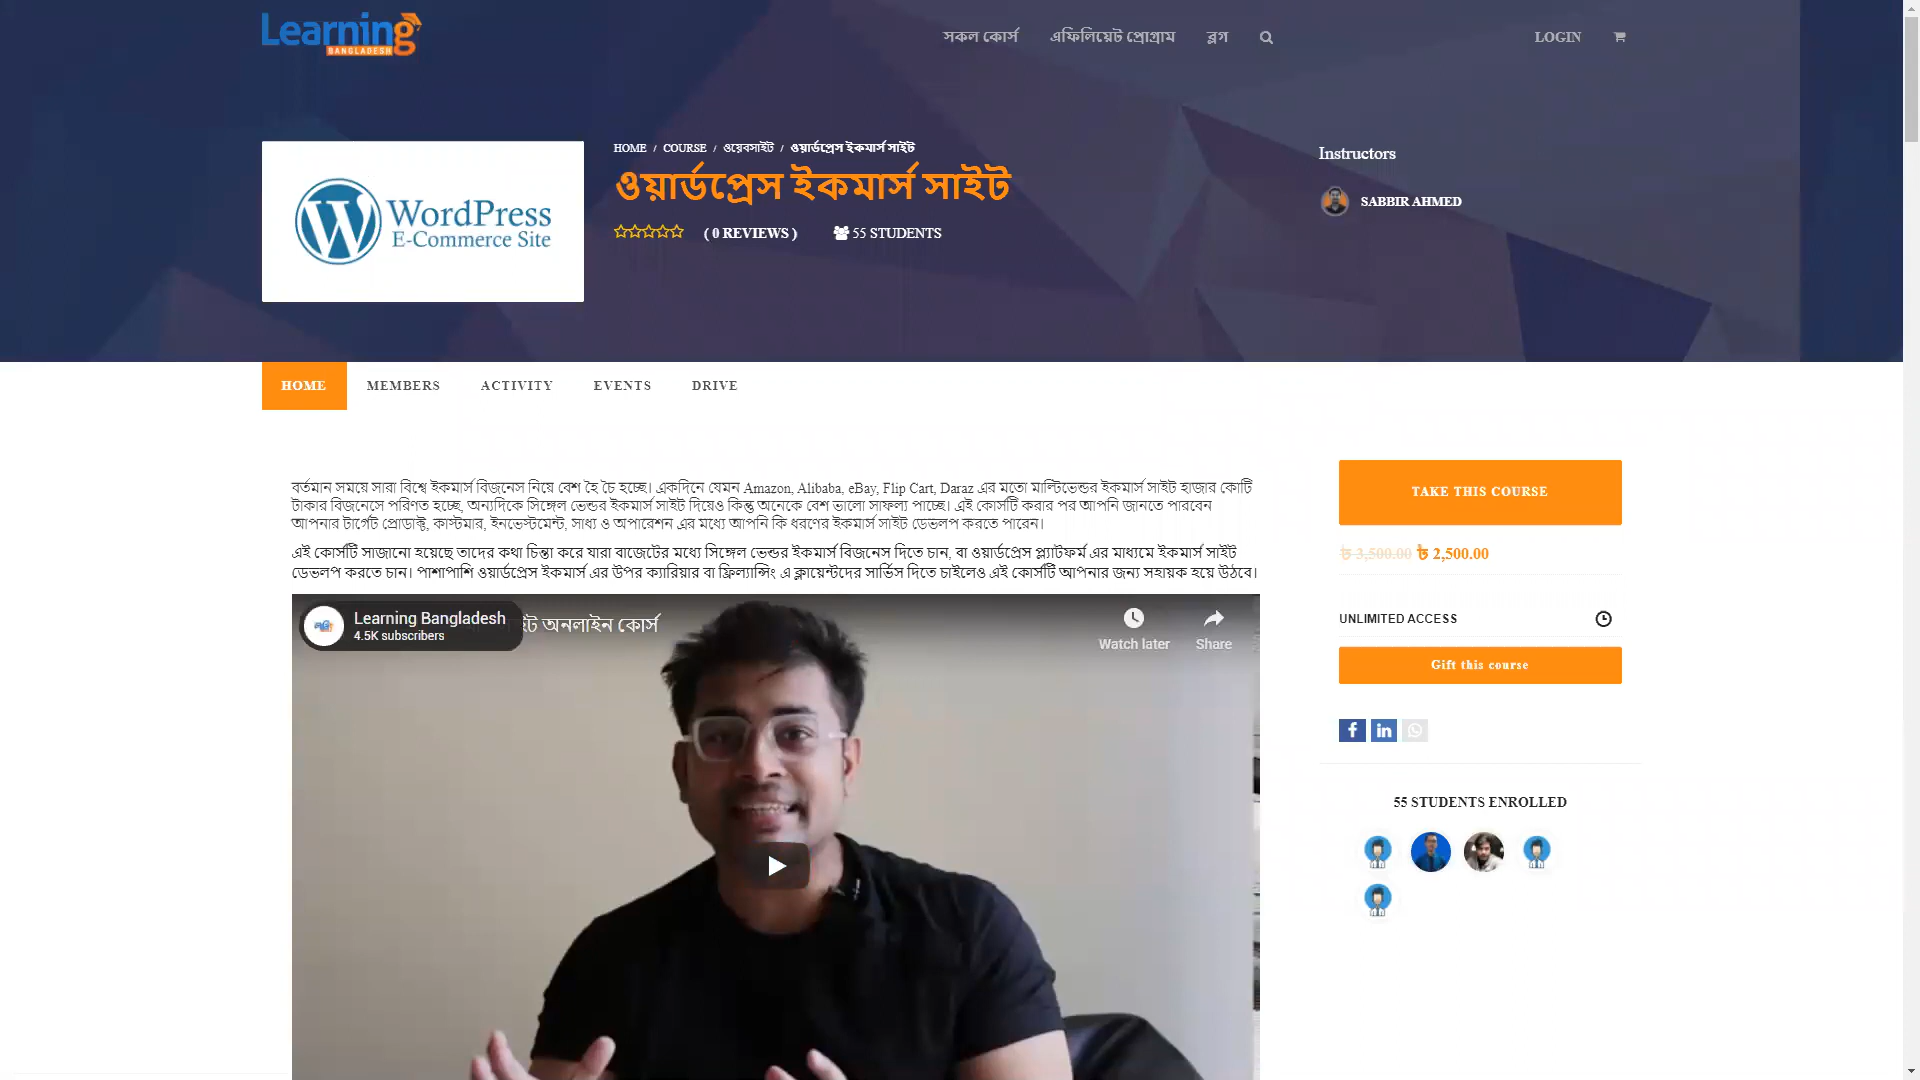 Learning
BANGLADESH
সকল কোর্স
এফিলিয়েট প্রোগ্রাম
ব্লগ
LOGIN
WordPress
E-Commerce Site
HOME / COURSE / ওয়েবসাইট / ওয়ার্ডপ্রেস ইকমার্স সাইট
ওয়ার্ডপ্রেস ইকমার্স সাইট
( 0 REVIEWS )
55 STUDENTS
Instructors
SABBIR AHMED
HOME
MEMBERS
ACTIVITY
EVENTS
DRIVE
বর্তমান সময়ে সারা বিশ্বে ইকমার্স বিজনেস নিয়ে বেশ হৈ চৈ হচ্ছে। একদিনে যেমন Amazon, Alibaba, eBay, Flip Cart, Daraz এর মতো মাল্টিভেন্ডর ইকমার্স সাইট হাজার কোটি
টাকার বিজনেসে পরিণত হচ্ছে, অন্যদিকে সিঙ্গেল ভেন্ডর ইকমার্স সাইট দিয়েও কিন্তু অনেকে বেশ ভালো সাফল্য পাচ্ছে। এই কোর্সটি করার পর আপনি জানতে পারবেন
আপনার টার্গেট প্রোডাক্ট, কাস্টমার, ইনভেস্টমেন্ট, সাধ্য ও অপারেশন এর মধ্যে আপনি কি ধরণের ইকমার্স সাইট ডেভলপ করতে পারেন।
এই কোর্সটি সাজানো হয়েছে তাদের কথা চিন্তা করে যারা বাজেটের মধ্যে সিঙ্গেল ভেন্ডর ইকমার্স বিজনেস দিতে চান, বা ওয়ার্ডপ্রেস প্ল্যাটফর্ম এর মাধ্যমে ইকমার্স সাইট
ডেভলপ করতে চান। পাশাপাশি ওয়ার্ডপ্রেস ইকমার্স এর উপর ক্যারিয়ার বা ফ্রিল্যান্সিং এ ক্লায়েন্টদের সার্ভিস দিতে চাইলেও এই কোর্সটি আপনার জন্য সহায়ক হয়ে উঠবে।
Learning Bangladesh
4.5K subscribers
অনলাইন কোর্স
Watch later
Share
TAKE THIS COURSE
৳ 3,500.00 ৳ 2,500.00
UNLIMITED ACCESS
Gift this course
55 STUDENTS ENROLLED